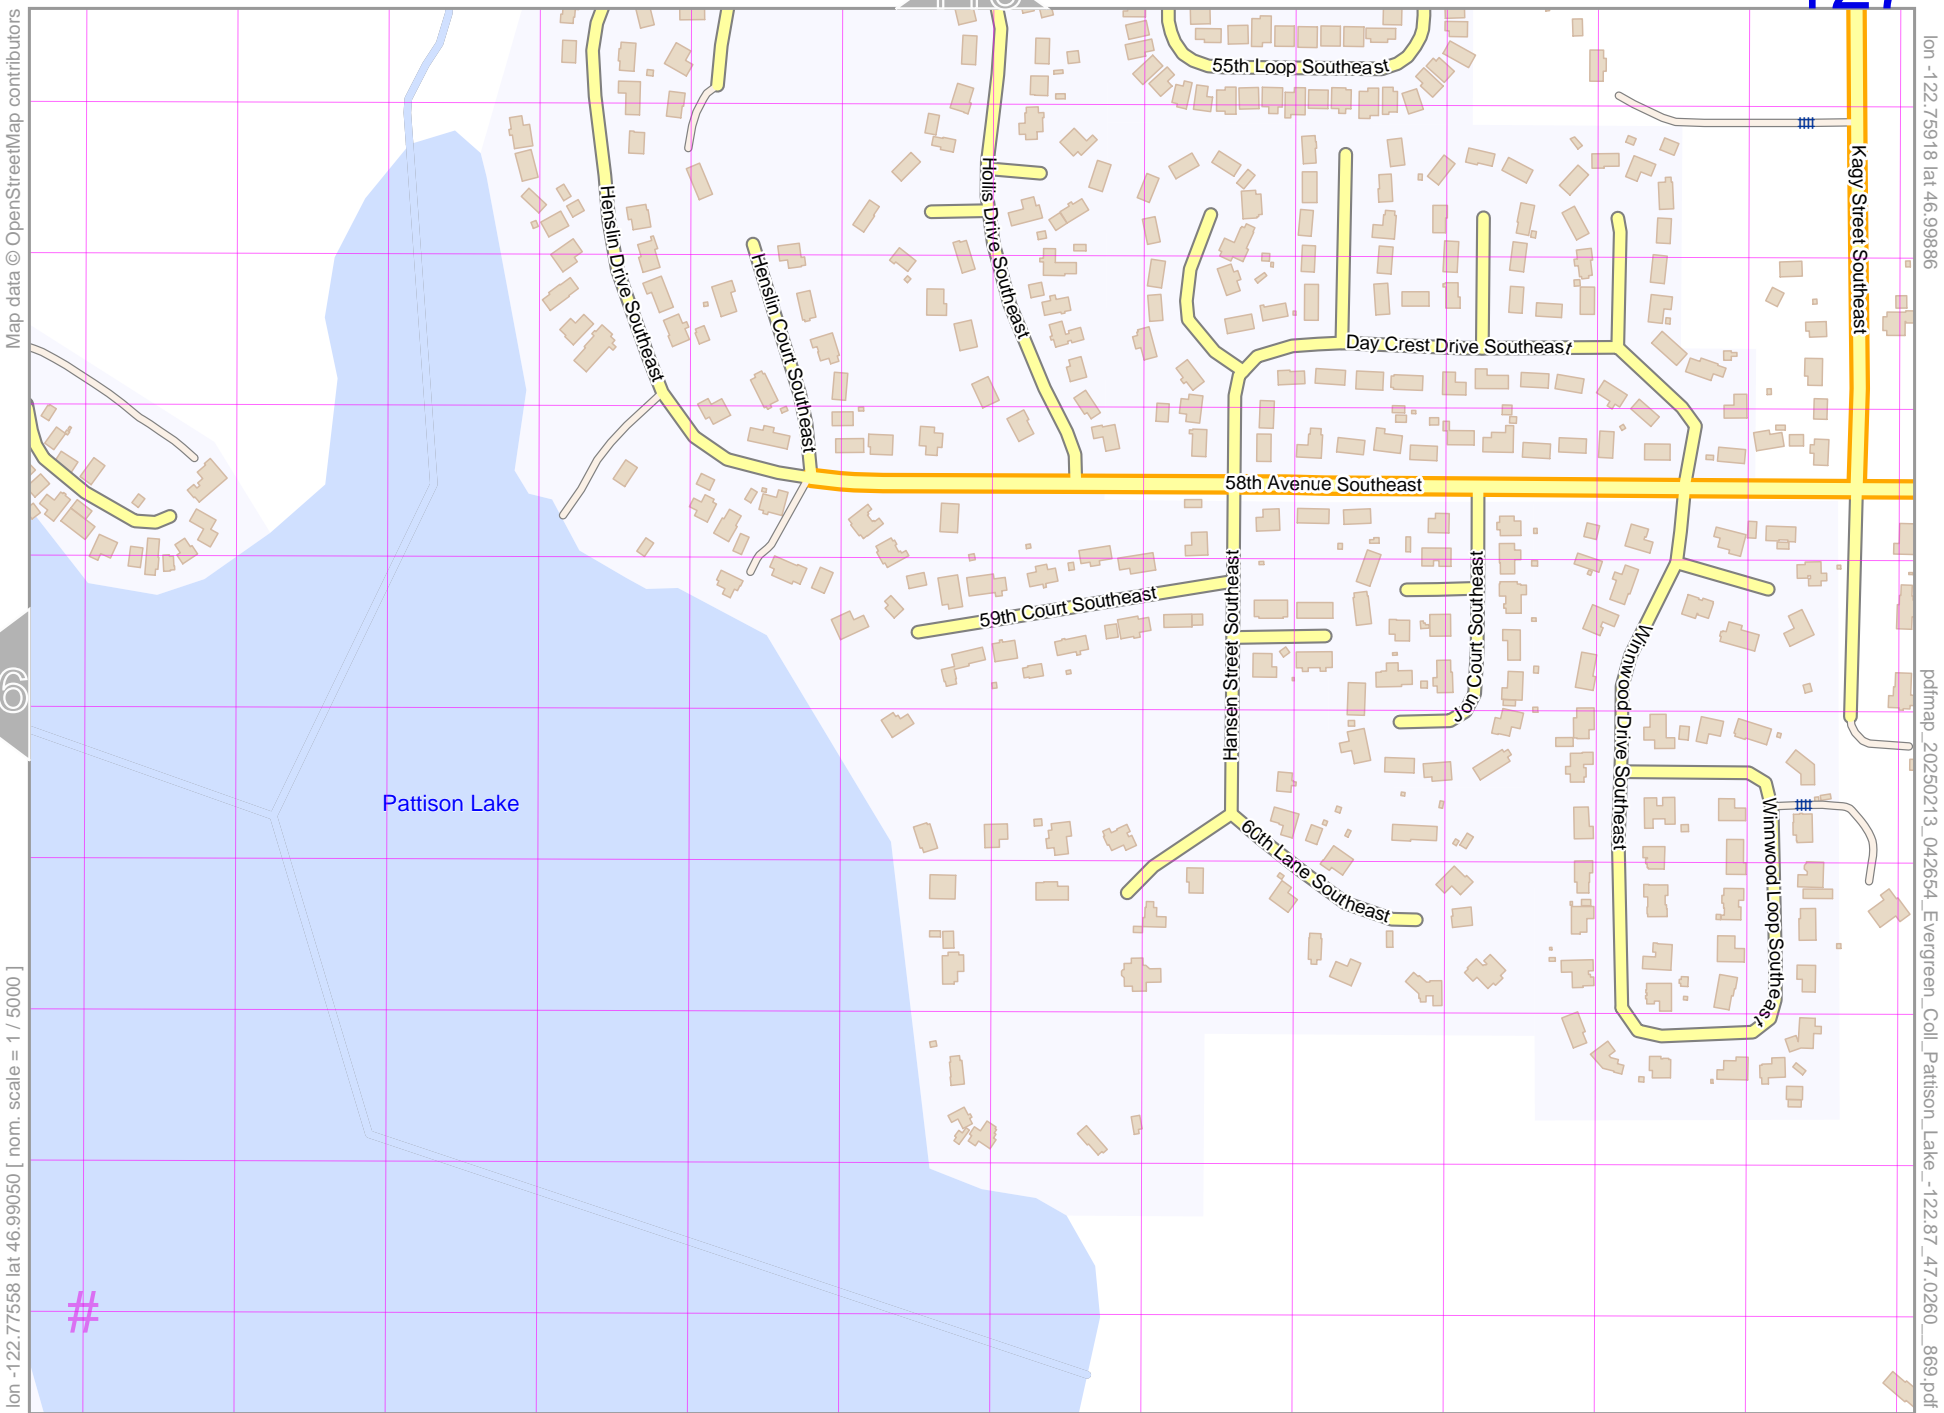 127
55th Loop Southeast
Kagy Street Southeast
Hollis Drive Southeast
Henslin Drive Southeast
Henslin Court Southeast
Day Crest Drive Southeast
58th Avenue Southeast
59th Court Southeast
Hansen Street Southeast
Jon Court Southeast
Winnwood Drive Southeast
6
Pattison Lake
60th Lane Southeast
Winnwood Loop Southeast
#
Map data © OpenStreetMap contributors
lon -122.77558 lat 46.99050 [ nom. scale = 1 / 5000 ]
lon -122.75918 lat 46.99886
pdfmap_20250213_042654_Evergreen_Coll_Pattison_Lake_-122.87_47.0260__869.pdf